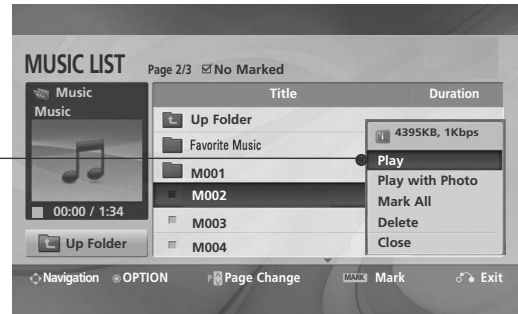 MUSIC LIST
Page 2/3 ☑ No Marked
Music
Music
00:00 / 1:34
Up Folder
Title
Duration
Up Folder
Favorite Music
M001
M002
M003
M004
4395KB, 1Kbps
Play
Play with Photo
Mark All
Delete
Close
Navigation
OPTION
P Page Change
MARK Mark
Exit